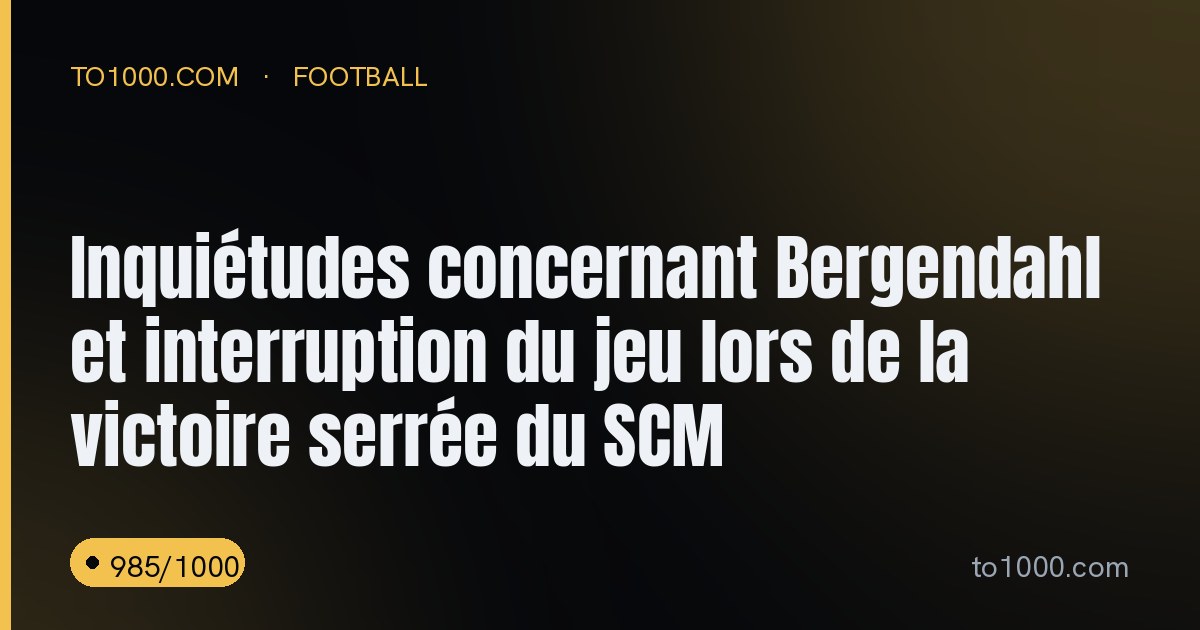 TO1000.COM · FOOTBALL
Inquiétudes concernant Bergendahl
et interruption du jeu lors de la
victoire serrée du SCM
985/1000
to1000.com